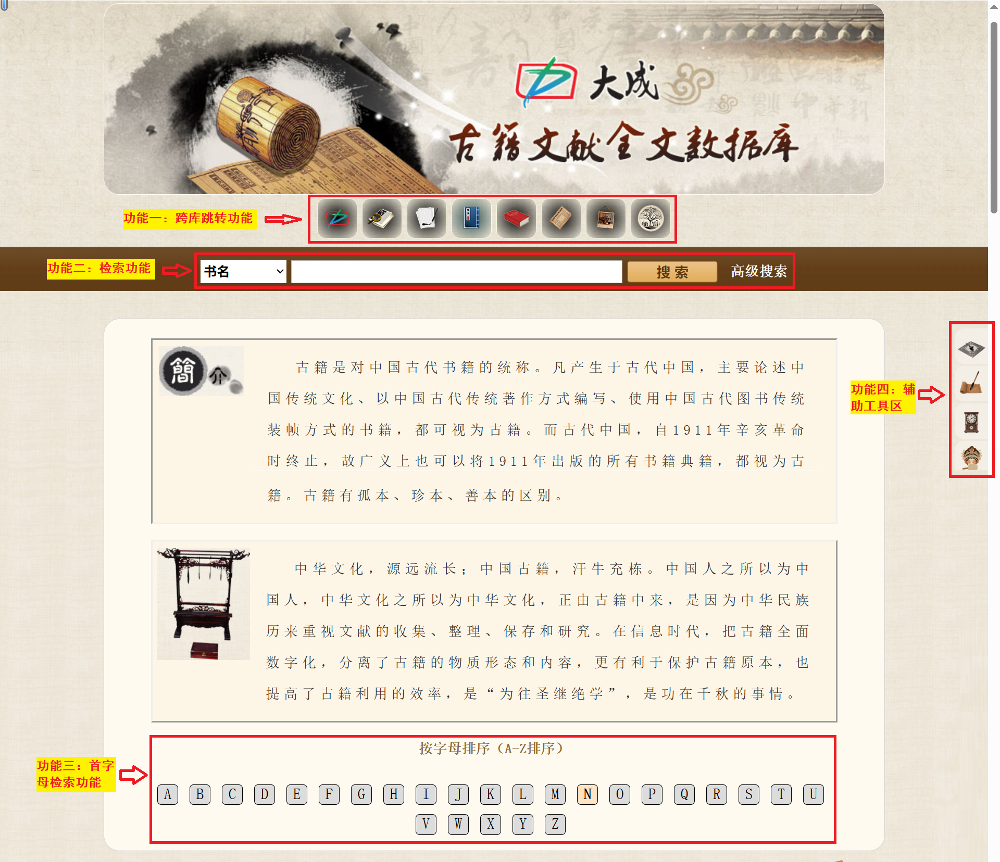 大成
古籍文献全文数据库
功能一：跨库跳转功能
功能二：检索功能
书名
搜 索
高级搜索
簡介
古籍是对中国古代书籍的统称。凡产生于古代中国，主要论述中
国传统文化、以中国古代传统著作方式编写、使用中国古代图书传统
装帧方式的书籍，都可视为古籍。而古代中国，自1911年辛亥革命
时终止，故广义上也可以将1911年出版的所有书籍典籍，都视为古
籍。古籍有孤本、珍本、善本的区别。
功能四：辅
助工具区
中华文化，源远流长；中国古籍，汗牛充栋。中国人之所以为中
国人，中华文化之所以为中华文化，正由古籍中来，是因为中华民族
历来重视文献的收集、整理、保存和研究。在信息时代，把古籍全面
数字化，分离了古籍的物质形态和内容，更有利于保护古籍原本，也
提高了古籍利用的效率，是“为往圣继绝学”，是功在千秋的事情。
功能三：首字
母检索功能
按字母排序（A-Z排序）
A B C D E F G H I J K L M N O P Q R S T U
V W X Y Z